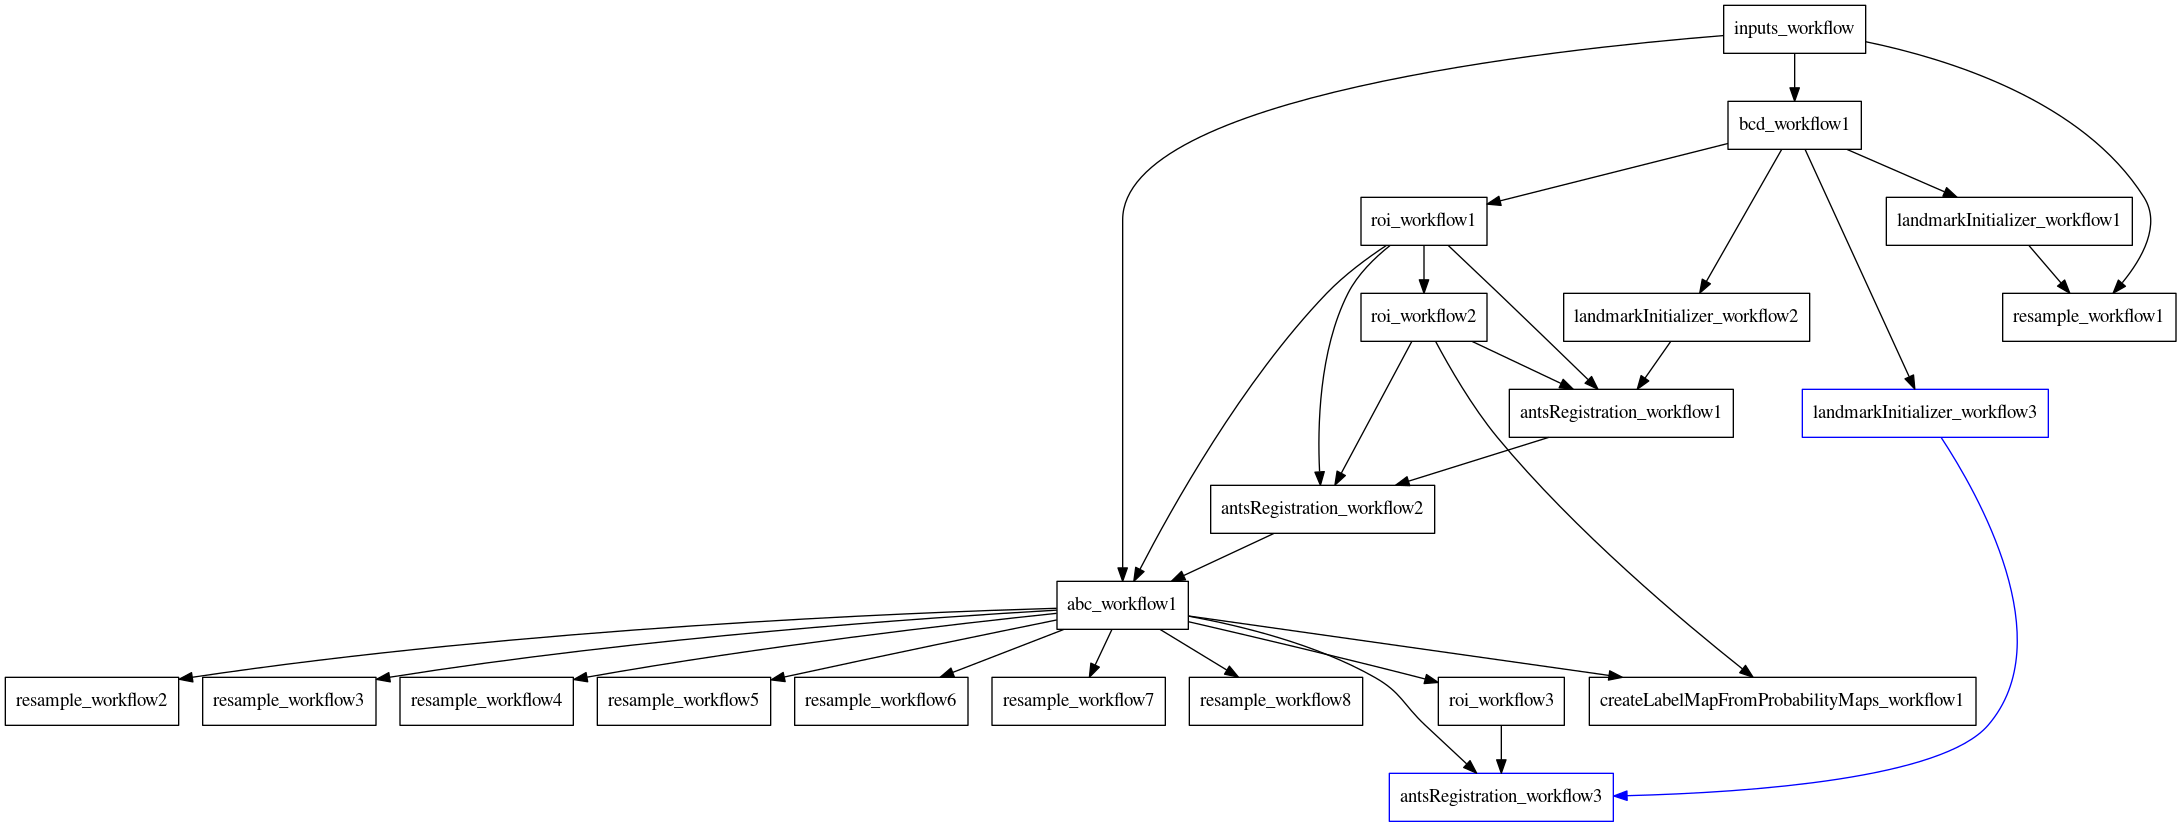 inputs_workflow
bcd_workflow1
roi_workflow1
landmarkInitializer_workflow1
roi_workflow2
landmarkInitializer_workflow2
resample_workflow1
antsRegistration_workflow1
landmarkInitializer_workflow3
antsRegistration_workflow2
abc_workflow1
resample_workflow2
resample_workflow3
resample_workflow4
resample_workflow5
resample_workflow6
resample_workflow7
resample_workflow8
roi_workflow3
createLabelMapFromProbabilityMaps_workflow1
antsRegistration_workflow3